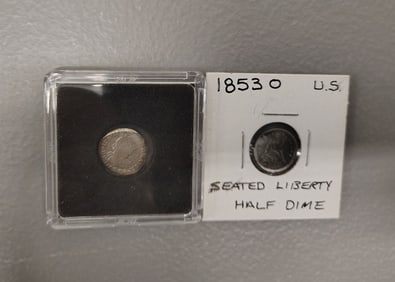 1853 O U.S.
SEATED LIBERTY
HALF DIME